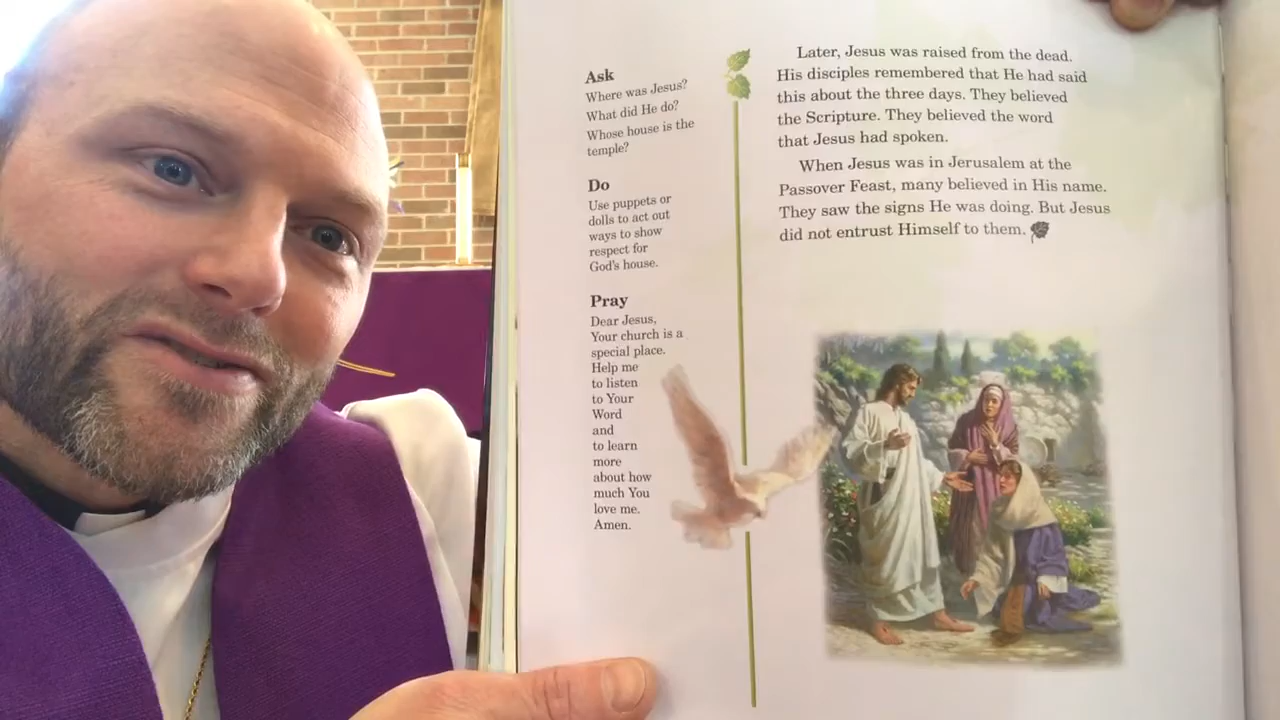 Ask
Where was Jesus?
What did He do?
Whose house is the
temple?
Do
Use puppets or
dolls to act out
ways to show
respect for
God's house.
Pray
Dear Jesus,
Your church is a
special place.
Help me
to listen
to Your
Word
and
to learn
more
about how
much You
love me.
Amen.
Later, Jesus was raised from the dead.
His disciples remembered that He had said
this about the three days. They believed
the Scripture. They believed the word
that Jesus had spoken.
When Jesus was in Jerusalem at the
Passover Feast, many believed in His name.
They saw the signs He was doing. But Jesus
did not entrust Himself to them.